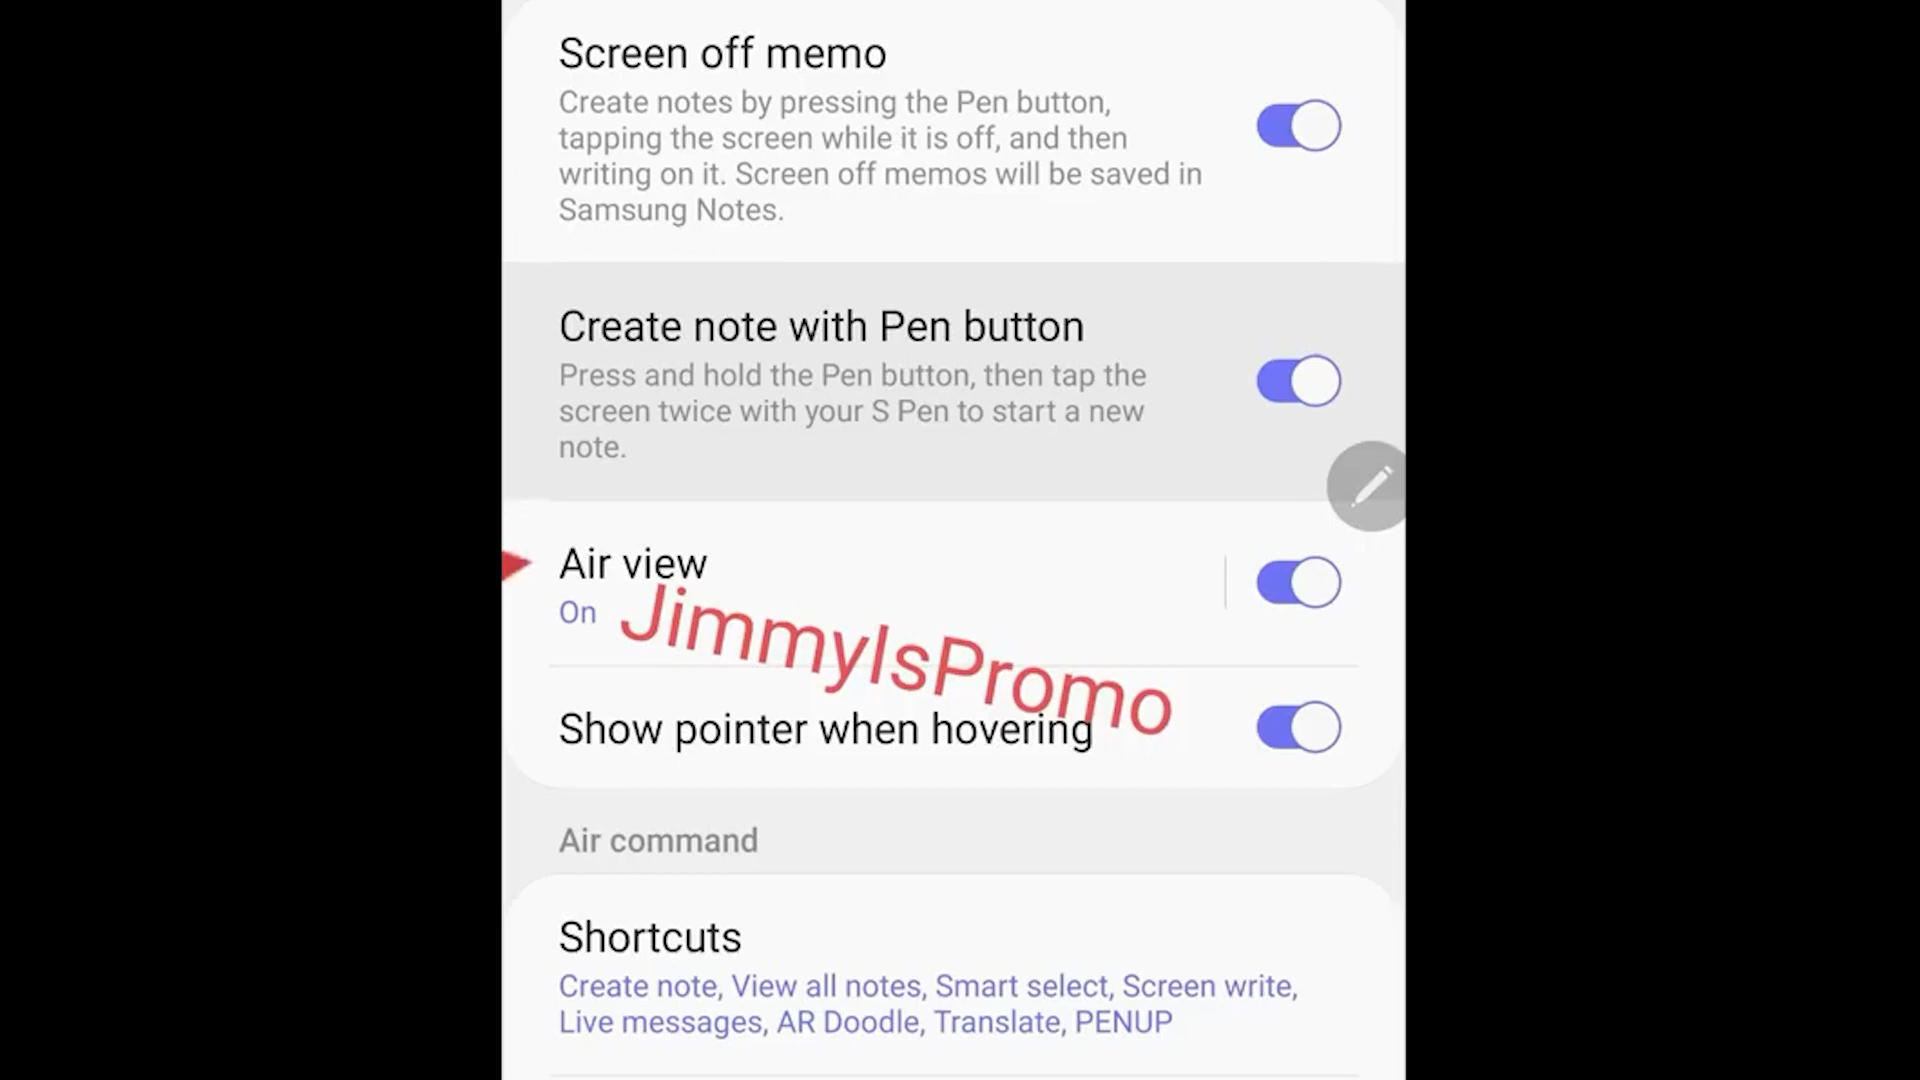 Screen off memo
Create notes by pressing the Pen button,
tapping the screen while it is off, and then
writing on it. Screen off memos will be saved in
Samsung Notes.
Create note with Pen button
Press and hold the Pen button, then tap the
screen twice with your S Pen to start a new
note.
Air view
On
JimmyIsPromo
Show pointer when hovering
Air command
Shortcuts
Create note, View all notes, Smart select, Screen write,
Live messages, AR Doodle, Translate, PENUP